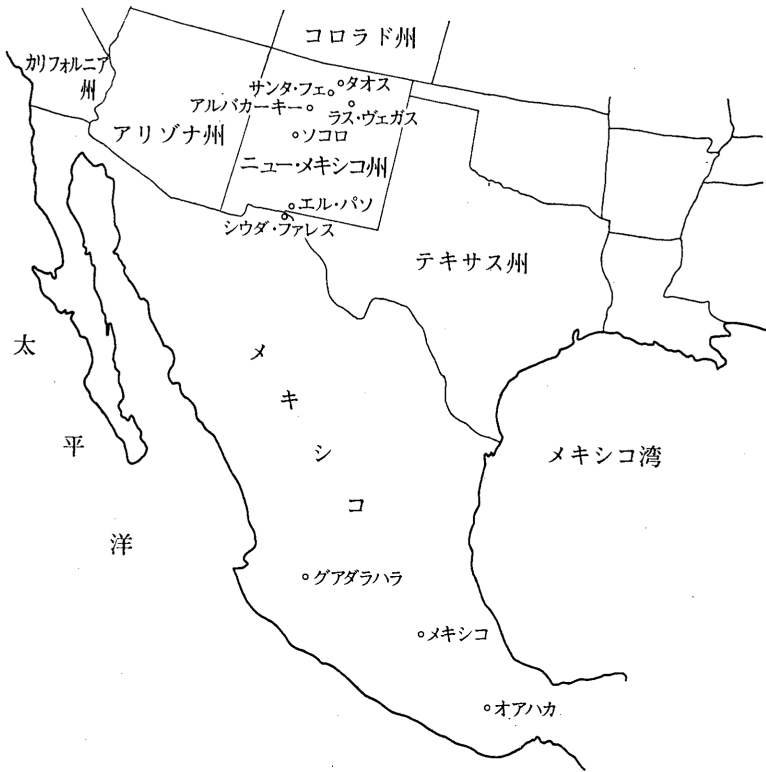 コロラド州
カリフォルニア
州
サンタ・フェ
タオス
アルバカーキー
ラス・ヴェガス
アリゾナ州
ソコロ
ニュー・メキシコ州
エル・パソ
シウダ・ファレス
テキサス州
太平洋
メキシコ
メキシコ湾
グアダラハラ
メキシコ
オアハカ